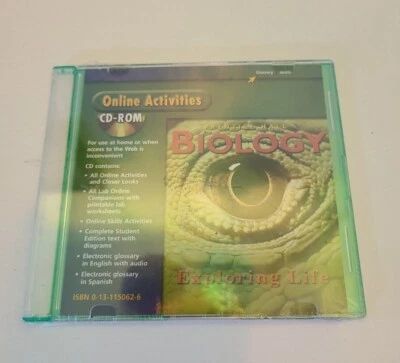 Online Activities
CD-ROM
For use at home or when
access to the Web is
inconvenient
CD contains:
• All Online Activities
and Closer Looks
• All Lab Online
Companions with
printable lab
worksheets
• Online Skills Activities
• Complete Student
Edition text with
diagrams
• Electronic glossary
in English with audio
• Electronic glossary
in Spanish
ISBN 0-13-115062-6
BIOLOGY
Exploring Life